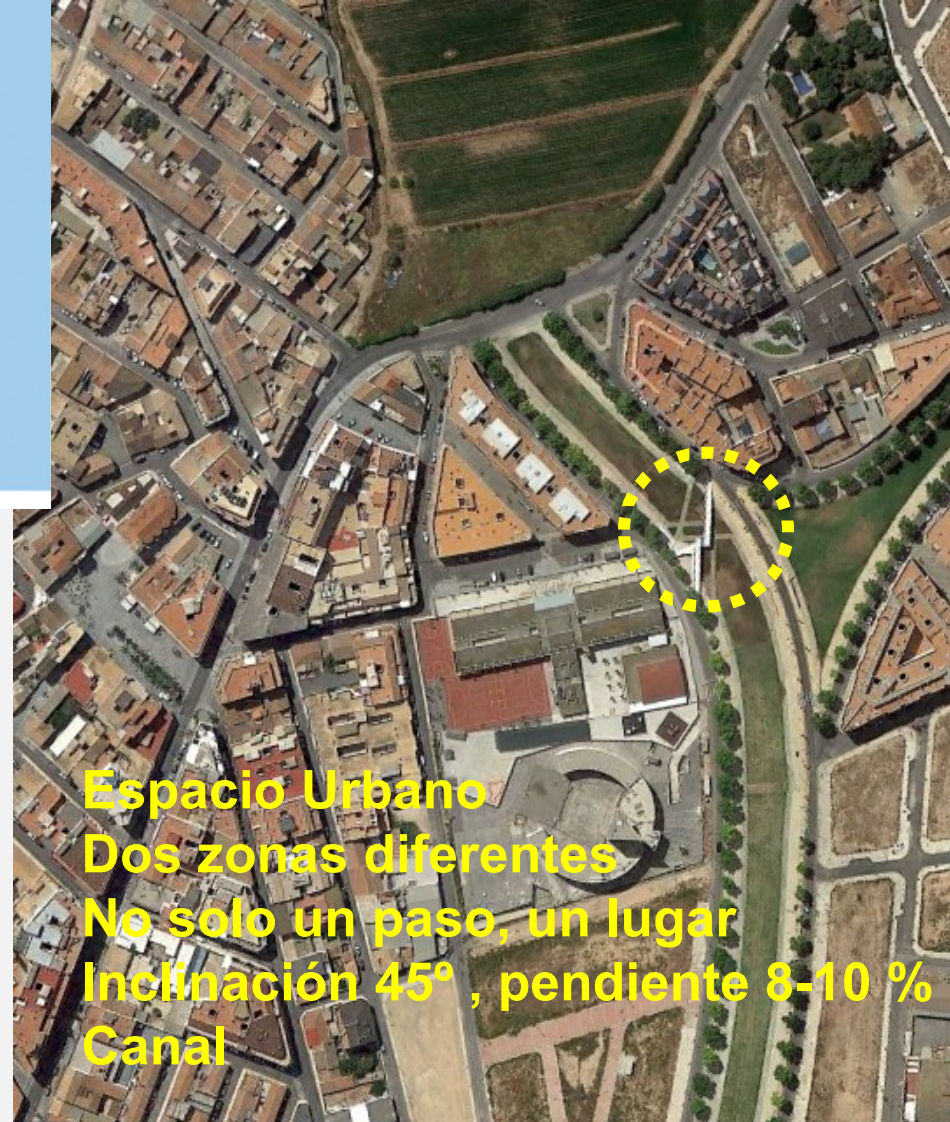 Espacio Urbano
Dos zonas diferentes
No solo un paso, un lugar
Inclinación 45º , pendiente 8-10 %
Canal